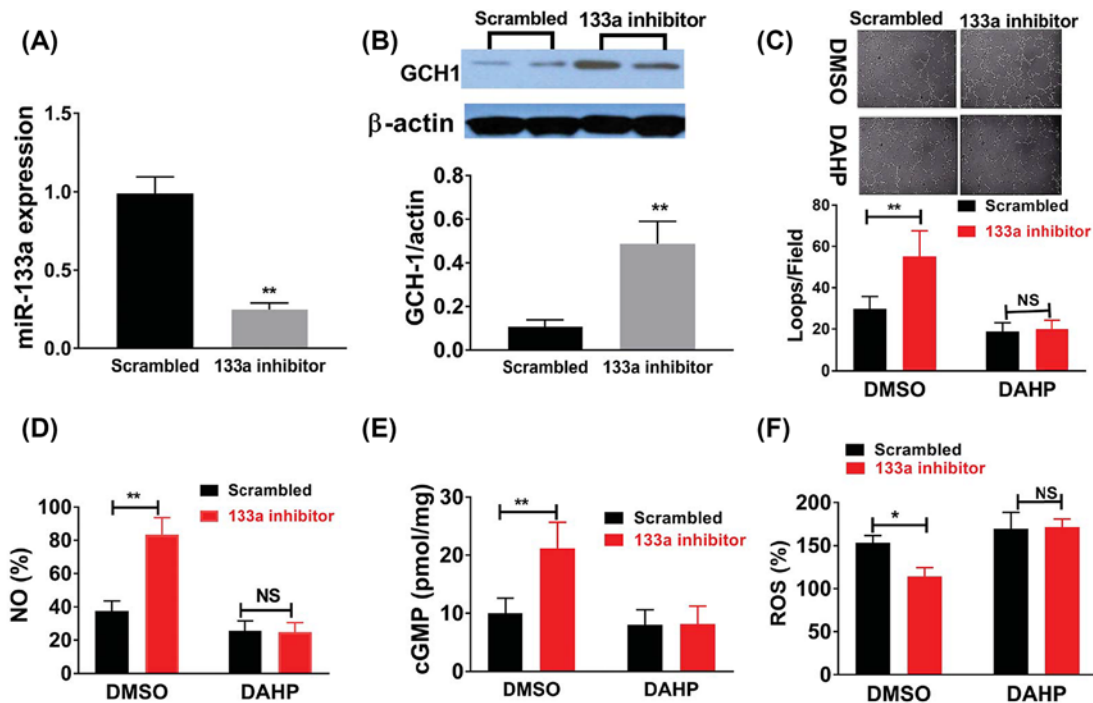 (A)
miR-133a expression
1.5
1.0
0.5
0.0
**
Scrambled
133a inhibitor
(B)
Scrambled
133a inhibitor
GCH1
β-actin
GCH-1/actin
0.8
0.6
0.4
0.2
0.0
**
Scrambled
133a inhibitor
(C)
Scrambled
133a inhibitor
DMSO
DAHP
Loops/Field
80
60
40
20
0
**
NS
Scrambled
133a inhibitor
DMSO
DAHP
(D)
NO (%)
100
80
60
40
20
0
**
NS
Scrambled
133a inhibitor
DMSO
DAHP
(E)
cGMP (pmol/mg)
30
20
10
0
**
Scrambled
133a inhibitor
DMSO
DAHP
(F)
Scrambled
133a inhibitor
ROS (%)
200
150
100
50
0
*
NS
DMSO
DAHP